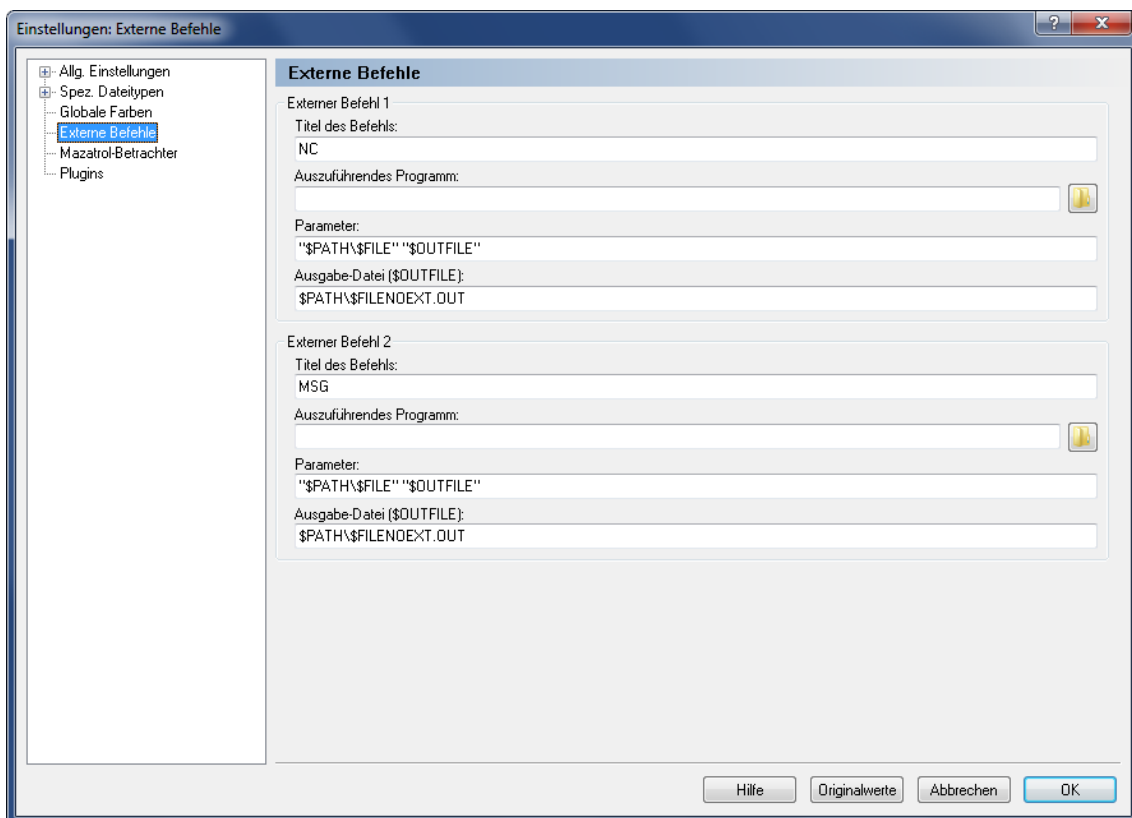 Einstellungen: Externe Befehle
Allg. Einstellungen
Spez. Dateitypen
Globale Farben
Externe Befehle
Mazatrol-Betrachter
Plugins
Externe Befehle
Externer Befehl 1
Titel des Befehls:
NC
Auszuführendes Programm:
Parameter:
"$PATH\$FILE" "$OUTFILE"
Ausgabe-Datei ($OUTFILE):
$PATH\$FILENOEXT.OUT
Externer Befehl 2
Titel des Befehls:
MSG
Auszuführendes Programm:
Parameter:
"$PATH\$FILE" "$OUTFILE"
Ausgabe-Datei ($OUTFILE):
$PATH\$FILENOEXT.OUT
Hilfe Originalwerte Abbrechen OK